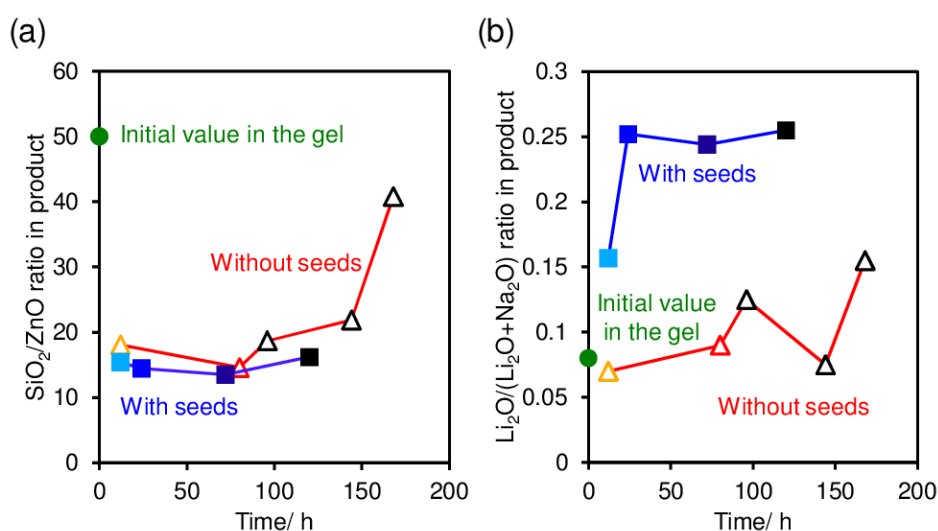 (a)
SiO₂/ZnO ratio in product
60
50
40
30
20
10
0
Initial value in the gel
Without seeds
With seeds
0 50 100 150 200
Time/ h
(b)
Li₂O/(Li₂O+Na₂O) ratio in product
0.3
0.25
0.2
0.15
0.1
0.05
0
With seeds
Initial value
in the gel
Without seeds
0 50 100 150 200
Time/ h